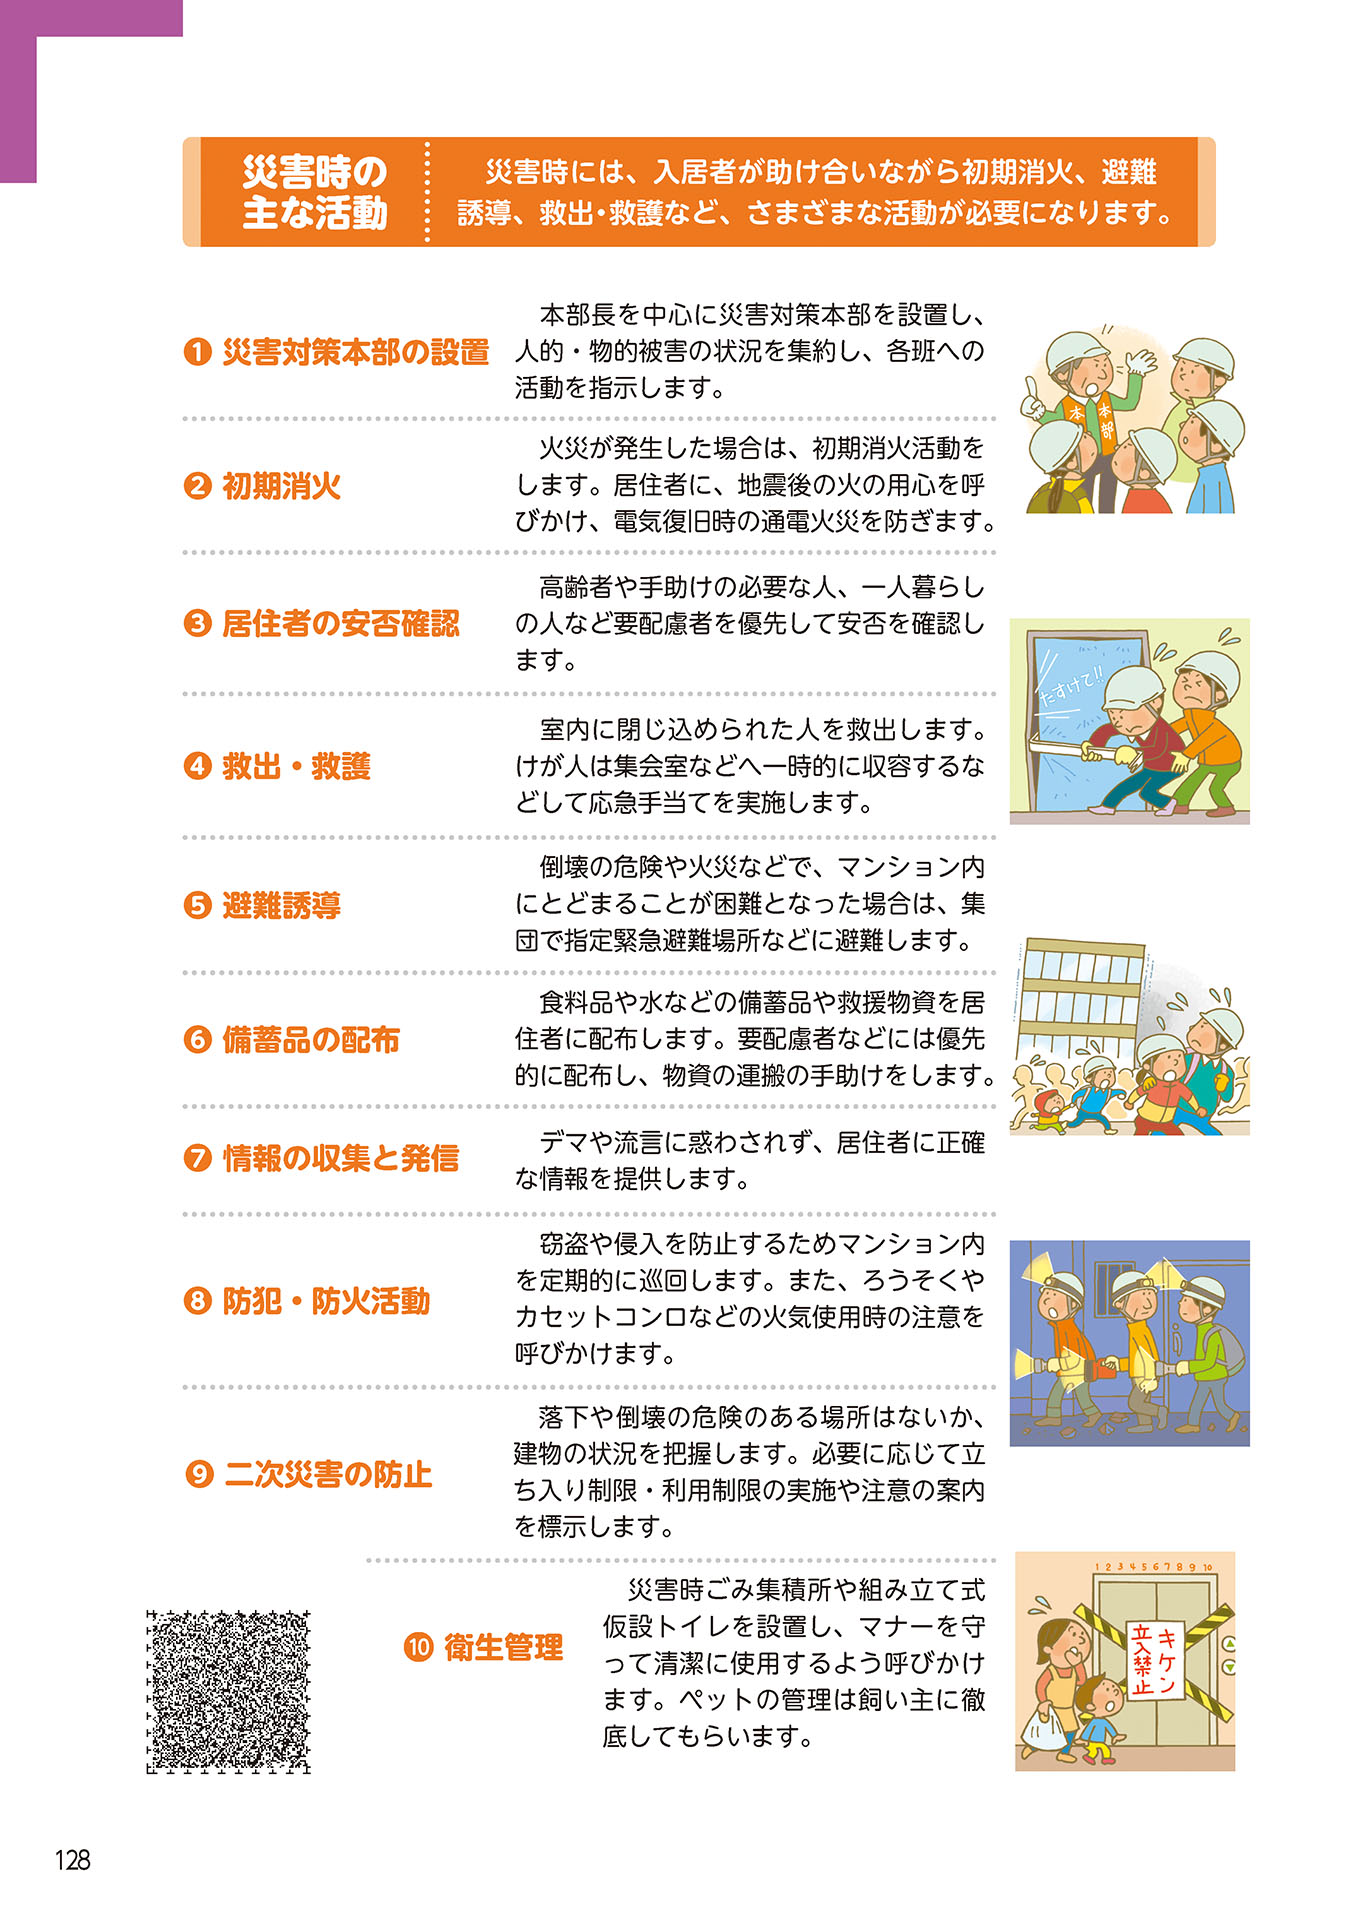 災害時の
主な活動
災害時には、入居者が助け合いながら初期消火、避難
誘導、救出・救護など、さまざまな活動が必要になります。
❶ 災害対策本部の設置
本部長を中心に災害対策本部を設置し、
人的・物的被害の状況を集約し、各班への
活動を指示します。
本 本部
❷ 初期消火
火災が発生した場合は、初期消火活動を
します。居住者に、地震後の火の用心を呼
びかけ、電気復旧時の通電火災を防ぎます。
❸ 居住者の安否確認
高齢者や手助けの必要な人、一人暮らし
の人など要配慮者を優先して安否を確認し
ます。
たすけて!!
❹ 救出・救護
室内に閉じ込められた人を救出します。
けが人は集会室などへ一時的に収容するな
どして応急手当てを実施します。
❺ 避難誘導
倒壊の危険や火災などで、マンション内
にとどまることが困難となった場合は、集
団で指定緊急避難場所などに避難します。
❻ 備蓄品の配布
食料品や水などの備蓄品や救援物資を居
住者に配布します。要配慮者などには優先
的に配布し、物資の運搬の手助けをします。
❼ 情報の収集と発信
デマや流言に惑わされず、居住者に正確
な情報を提供します。
❽ 防犯・防火活動
窃盗や侵入を防止するためマンション内
を定期的に巡回します。また、ろうそくや
カセットコンロなどの火気使用時の注意を
呼びかけます。
❾ 二次災害の防止
落下や倒壊の危険のある場所はないか、
建物の状況を把握します。必要に応じて立
ち入り制限・利用制限の実施や注意の案内
を標示します。
❿ 衛生管理
災害時ごみ集積所や組み立て式
仮設トイレを設置し、マナーを守
って清潔に使用するよう呼びかけ
ます。ペットの管理は飼い主に徹
底してもらいます。
1 2 3 4 5 6 7 8 9 10
キケン
立入禁止
128